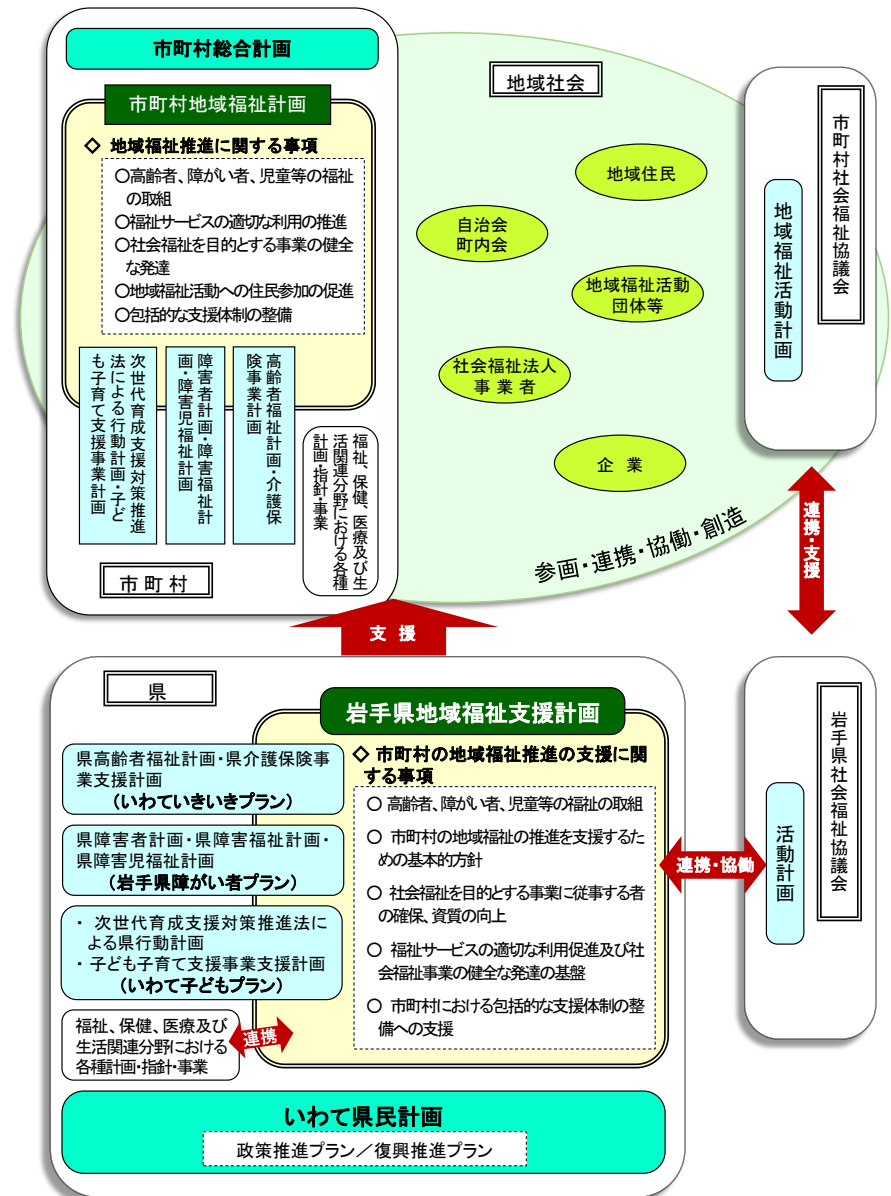 市町村総合計画
市町村地域福祉計画
◇ 地域福祉推進に関する事項
○高齢者、障がい者、児童等の福祉
の取組
○福祉サービスの適切な利用の推進
○社会福祉を目的とする事業の健全
な発達
○地域福祉活動への住民参加の促進
○包括的な支援体制の整備
次世代育成支援対策推進
法による行動計画・子ど
も子育て支援事業計画
障害者計画・障害福祉計
画・障害児福祉計画
高齢者福祉計画・介護保
険事業計画
福祉、保健、医療及び生
活関連分野における各種
計画・指針・事業
市町村
地域社会
地域住民
自治会
町内会
地域福祉活動
団体等
社会福祉法人
事業者
企業
参画・連携・協働・創造
市町村社会福祉協議会
地域福祉活動計画
連携・支援
支援
県
岩手県地域福祉支援計画
◇ 市町村の地域福祉推進の支援に関
する事項
○ 高齢者、障がい者、児童等の福祉の取組
○ 市町村の地域福祉の推進を支援するた
めの基本的方針
○ 社会福祉を目的とする事業に従事する者
の確保、資質の向上
○ 福祉サービスの適切な利用促進及び社
会福祉事業の健全な発達の基盤
○ 市町村における包括的な支援体制の整
備への支援
県高齢者福祉計画・県介護保険事
業支援計画
(いわていきいきプラン)
県障害者計画・県障害福祉計画・
県障害児福祉計画
(岩手県障がい者プラン)
・ 次世代育成支援対策推進法に
よる県行動計画
・ 子ども子育て支援事業支援計画
(いわて子どもプラン)
福祉、保健、医療及び
生活関連分野における
各種計画・指針・事業
連携
連携・協働
岩手県社会福祉協議会
活動計画
いわて県民計画
政策推進プラン／復興推進プラン